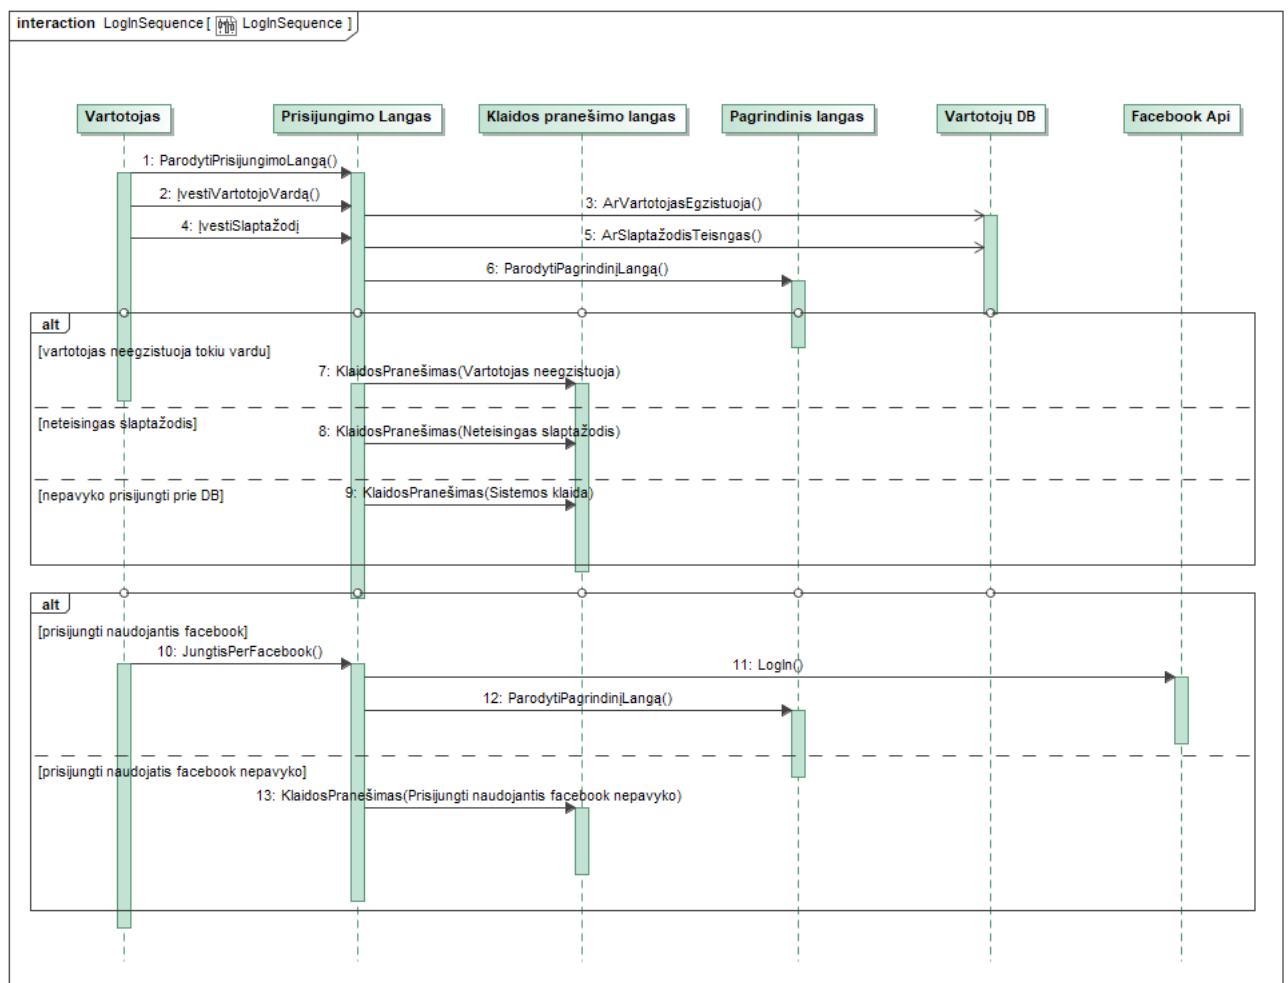 interaction LogInSequence [ LogInSequence ]
Vartotojas
Prisijungimo Langas
Klaidos pranešimo langas
Pagrindinis langas
Vartotojų DB
Facebook Api
1: ParodytiPrisijungimoLangą()
2: ĮvestiVartotojoVardą()
3: ArVartotojasEgzistuoja()
4: ĮvestiSlaptažodį
5: ArSlaptažodisTeisngas()
6: ParodytiPagrindinįLangą()
alt
[vartotojas neegzistuoja tokiu vardu]
7: KlaidosPranešimas(Vartotojas neegzistuoja)
[neteisingas slaptažodis]
8: KlaidosPranešimas(Neteisingas slaptažodis)
[nepavyko prisijungti prie DB]
9: KlaidosPranešimas(Sistemos klaida)
alt
[prisijungti naudojantis facebook]
10: JungtisPerFacebook()
11: LogIn()
12: ParodytiPagrindinįLangą()
[prisijungti naudojatis facebook nepavyko]
13: KlaidosPranešimas(Prisijungti naudojantis facebook nepavyko)